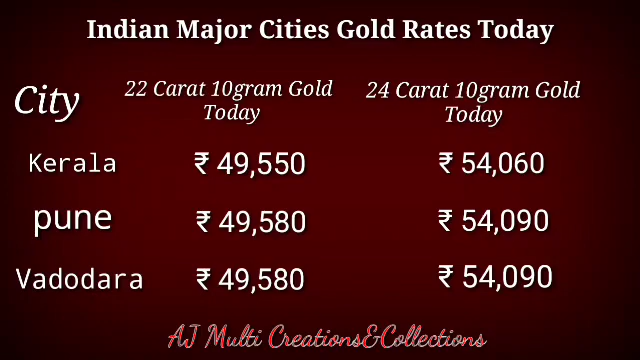 Indian Major Cities Gold Rates Today
City 22 Carat 10gram Gold Today 24 Carat 10gram Gold Today
Kerala ₹ 49,550 ₹ 54,060
pune ₹ 49,580 ₹ 54,090
Vadodara ₹ 49,580 ₹ 54,090
AJ Multi Creations&Collections